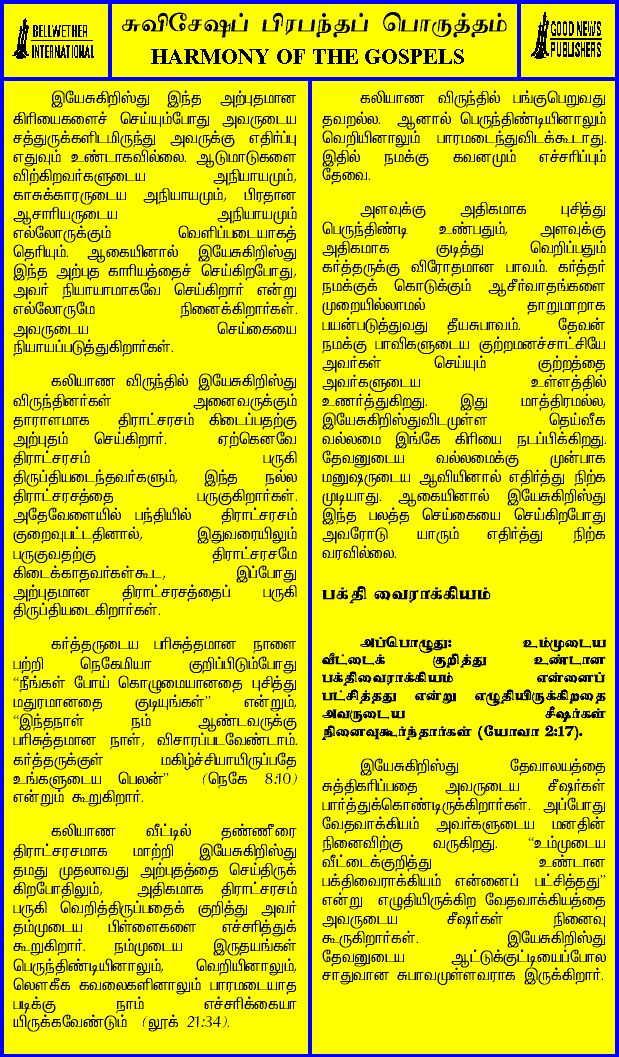 BELLWETHER
INTERNATIONAL
சுவிசேஷப் பிரபந்தப் பொருத்தம்
HARMONY OF THE GOSPELS
GOOD NEWS
PUBLISHERS
இயேசுகிறிஸ்து இந்த அற்புதமான
கிரியைகளைச் செய்யும்போது அவருடைய
சத்துருக்களிடமிருந்து அவருக்கு எதிர்ப்பு
எதுவும் உண்டாகவில்லை. ஆடுமாடுகளை
விற்கிறவர்களுடைய அநியாயமும்,
காசுக்காரருடைய அநியாயமும், பிரதான
ஆசாரியருடைய அநியாயமும்
எல்லோருக்கும் வெளிப்படையாகத்
தெரியும். ஆகையினால் இயேசுகிறிஸ்து
இந்த அற்புத காரியத்தைச் செய்கிறபோது,
அவர் நியாயமாகவே செய்கிறார் என்று
எல்லோருமே நினைக்கிறார்கள்.
அவருடைய செய்கையை
நியாயப்படுத்துகிறார்கள்.
கலியாண விருந்தில் இயேசுகிறிஸ்து
விருந்தினர்கள் அனைவருக்கும்
தாராளமாக திராட்சரசம் கிடைப்பதற்கு
அற்புதம் செய்கிறார். ஏற்கெனவே
திராட்சரசம் பருகி
திருப்தியடைந்தவர்களும், இந்த நல்ல
திராட்சரசத்தை பருகுகிறார்கள்.
அதேவேளையில் பந்தியில் திராட்சரசம்
குறைவுபட்டதினால், இதுவரையிலும்
பருகுவதற்கு திராட்சரசமே
கிடைக்காதவர்கள்கூட, இப்போது
அற்புதமான திராட்சரசத்தைப் பருகி
திருப்தியடைகிறார்கள்.
கர்த்தருடைய பரிசுத்தமான நாளை
பற்றி நெகேமியா குறிப்பிடும்போது
“நீங்கள் போய் கொழுமையானதை புசித்து
மதுரமானதை குடியுங்கள்” என்றும்,
“இந்தநாள் நம் ஆண்டவருக்கு
பரிசுத்தமான நாள், விசாரப்படவேண்டாம்.
கர்த்தருக்குள் மகிழ்ச்சியாயிருப்பதே
உங்களுடைய பெலன்” (நெகே 8:10)
என்றும் கூறுகிறார்.
கலியாண வீட்டில் தண்ணீரை
திராட்சரசமாக மாற்றி இயேசுகிறிஸ்து
தமது முதலாவது அற்புதத்தை செய்திருக்
கிறபோதிலும், அதிகமாக திராட்சரசம்
பருகி வெறித்திருப்பதைக் குறித்து அவர்
தம்முடைய பிள்ளைகளை எச்சரித்துக்
கூறுகிறார். நம்முடைய இருதயங்கள்
பெருந்திண்டியினாலும், வெறியினாலும்,
லௌகீக கவலைகளினாலும் பாரமடையாத
படிக்கு நாம் எச்சரிக்கையா
யிருக்கவேண்டும் (லூக் 21:34).
கலியாண விருந்தில் பங்குபெறுவது
தவறல்ல. ஆனால் பெருந்திண்டியினாலும்
வெறியினாலும் பாரமடைந்துவிடக்கூடாது.
இதில் நமக்கு கவனமும் எச்சரிப்பும்
தேவை.
அளவுக்கு அதிகமாக புசித்து
பெருந்திண்டி உண்பதும், அளவுக்கு
அதிகமாக குடித்து வெறிப்பதும்
கர்த்தருக்கு விரோதமான பாவம். கர்த்தர்
நமக்குக் கொடுக்கும் ஆசீர்வாதங்களை
முறையில்லாமல் தாறுமாறாக
பயன்படுத்துவது தீயசுபாவம். தேவன்
நமக்கு பாவிகளுடைய குற்றமனச்சாட்சியே
அவர்கள் செய்யும் குற்றத்தை
அவர்களுடைய உள்ளத்தில்
உணர்த்துகிறது. இது மாத்திரமல்ல,
இயேசுகிறிஸ்துவிடமுள்ள தெய்வீக
வல்லமை இங்கே கிரியை நடப்பிக்கிறது.
தேவனுடைய வல்லமைக்கு முன்பாக
மனுஷருடைய ஆவியினால் எதிர்த்து நிற்க
முடியாது. ஆகையினால் இயேசுகிறிஸ்து
இந்த பலத்த செய்கையை செய்கிறபோது
அவரோடு யாரும் எதிர்த்து நிற்க
வரவில்லை.
பக்தி வைராக்கியம்
அப்பொழுது: உம்முடைய
வீட்டைக் குறித்து உண்டான
பக்திவைராக்கியம் என்னைப்
பட்சித்தது என்று எழுதியிருக்கிறதை
அவருடைய சீஷர்கள்
நினைவுகூர்ந்தார்கள் (யோவா 2:17).
இயேசுகிறிஸ்து தேவாலயத்தை
சுத்திகரிப்பதை அவருடைய சீஷர்கள்
பார்த்துக்கொண்டிருக்கிறார்கள். அப்போது
வேதவாக்கியம் அவர்களுடைய மனதின்
நினைவிற்கு வருகிறது. “உம்முடைய
வீட்டைக்குறித்து உண்டான
பக்திவைராக்கியம் என்னைப் பட்சித்தது”
என்று எழுதியிருக்கிற வேதவாக்கியத்தை
அவருடைய சீஷர்கள் நினைவு
கூருகிறார்கள். இயேசுகிறிஸ்து
தேவனுடைய ஆட்டுக்குட்டியைப்போல
சாதுவான சுபாவமுள்ளவராக இருக்கிறார்.